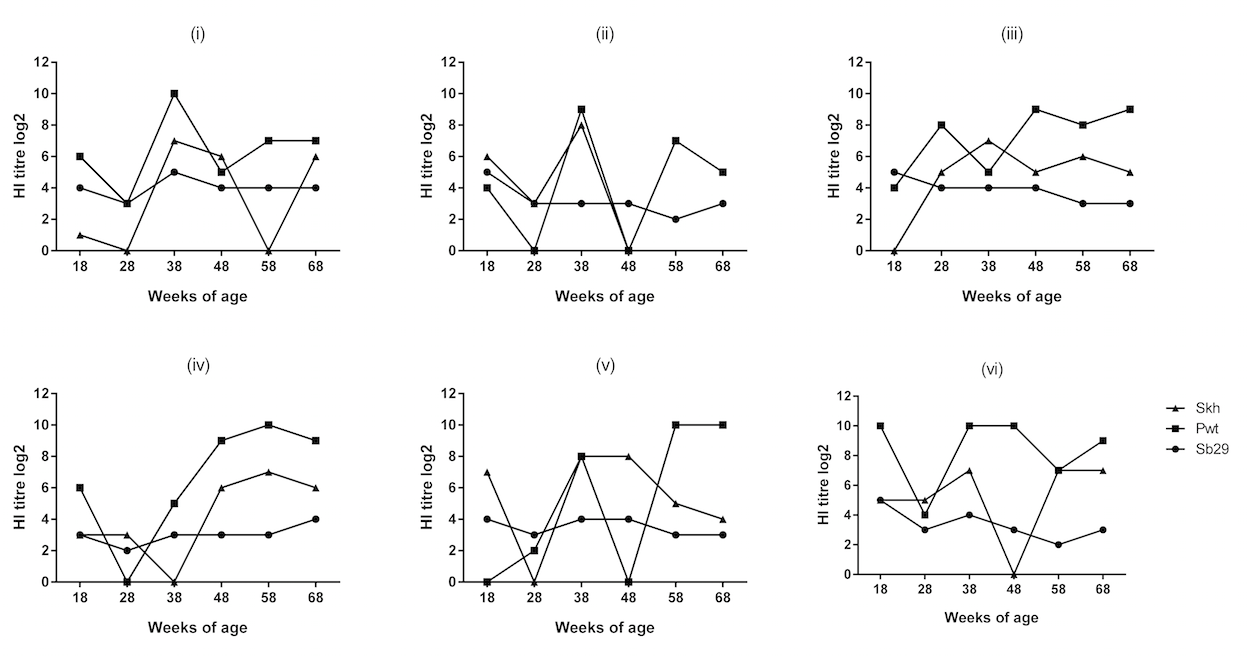 (i)
HI titre log2
12
10
8
6
4
2
0
18 28 38 48 58 68
Weeks of age
(ii)
HI titre log2
12
10
8
6
4
2
0
18 28 38 48 58 68
Weeks of age
(iii)
HI titre log2
12
10
8
6
4
2
0
18 28 38 48 58 68
Weeks of age
(iv)
HI titre log2
12
10
8
6
4
2
0
18 28 38 48 58 68
Weeks of age
(v)
HI titre log2
12
10
8
6
4
2
0
18 28 38 48 58 68
Weeks of age
(vi)
HI titre log2
12
10
8
6
4
2
0
18 28 38 48 58 68
Weeks of age
Skh
Pwt
Sb29